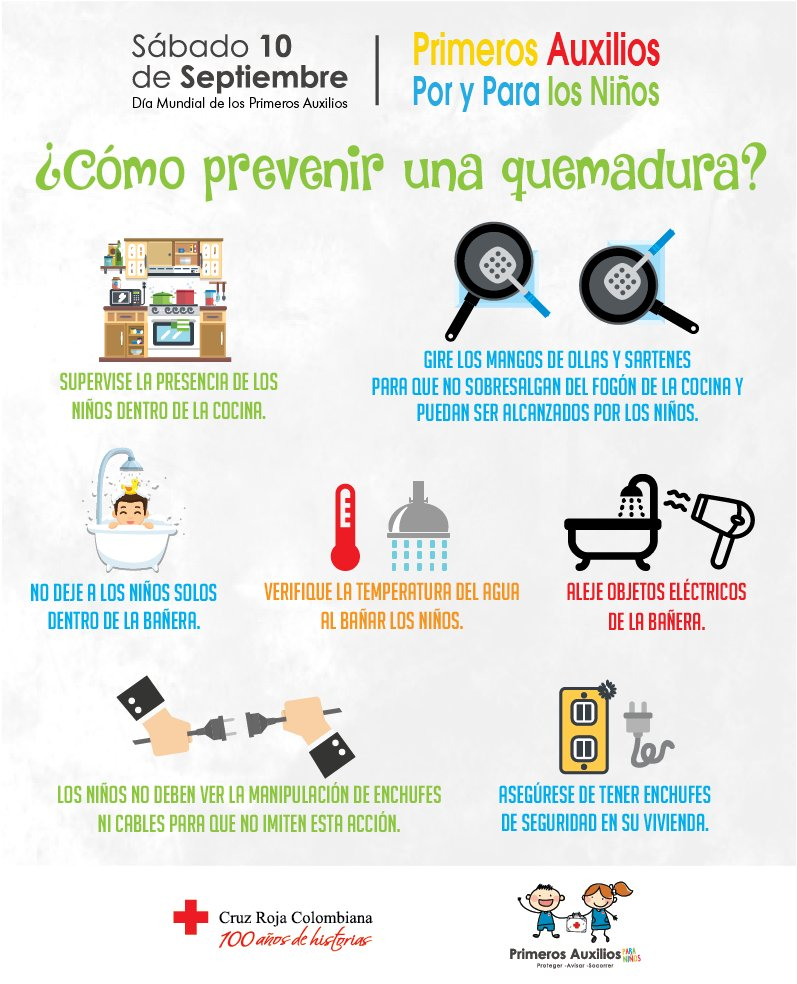 Sábado 10
de Septiembre
Día Mundial de los Primeros Auxilios
Primeros Auxilios
Por y Para los Niños
¿Cómo prevenir una quemadura?
SUPERVISE LA PRESENCIA DE LOS
NIÑOS DENTRO DE LA COCINA.
GIRE LOS MANGOS DE OLLAS Y SARTENES
PARA QUE NO SOBRESALGAN DEL FOGÓN DE LA COCINA Y
PUEDAN SER ALCANZADOS POR LOS NIÑOS.
NO DEJE A LOS NIÑOS SOLOS
DENTRO DE LA BAÑERA.
VERIFIQUE LA TEMPERATURA DEL AGUA
AL BAÑAR LOS NIÑOS.
ALEJE OBJETOS ELÉCTRICOS
DE LA BAÑERA.
LOS NIÑOS NO DEBEN VER LA MANIPULACIÓN DE ENCHUFES
NI CABLES PARA QUE NO IMITEN ESTA ACCIÓN.
ASEGÚRESE DE TENER ENCHUFES
DE SEGURIDAD EN SU VIVIENDA.
Cruz Roja Colombiana
100 años de historias
Primeros Auxilios PARA NIÑOS
Proteger -Avisar -Socorrer